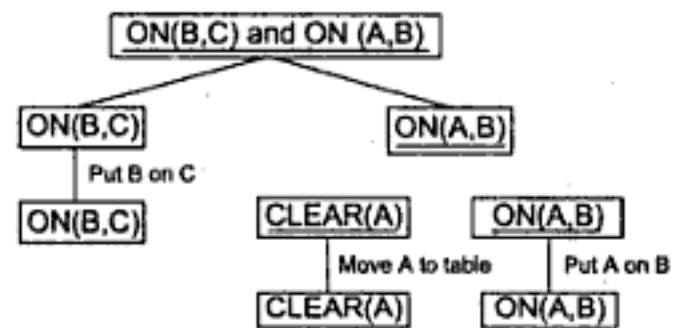 ON(B,C) and ON (A,B)
ON(B,C)
ON(A,B)
Put B on C
ON(B,C)
CLEAR(A)
ON(A,B)
Move A to table
Put A on B
CLEAR(A)
ON(A,B)